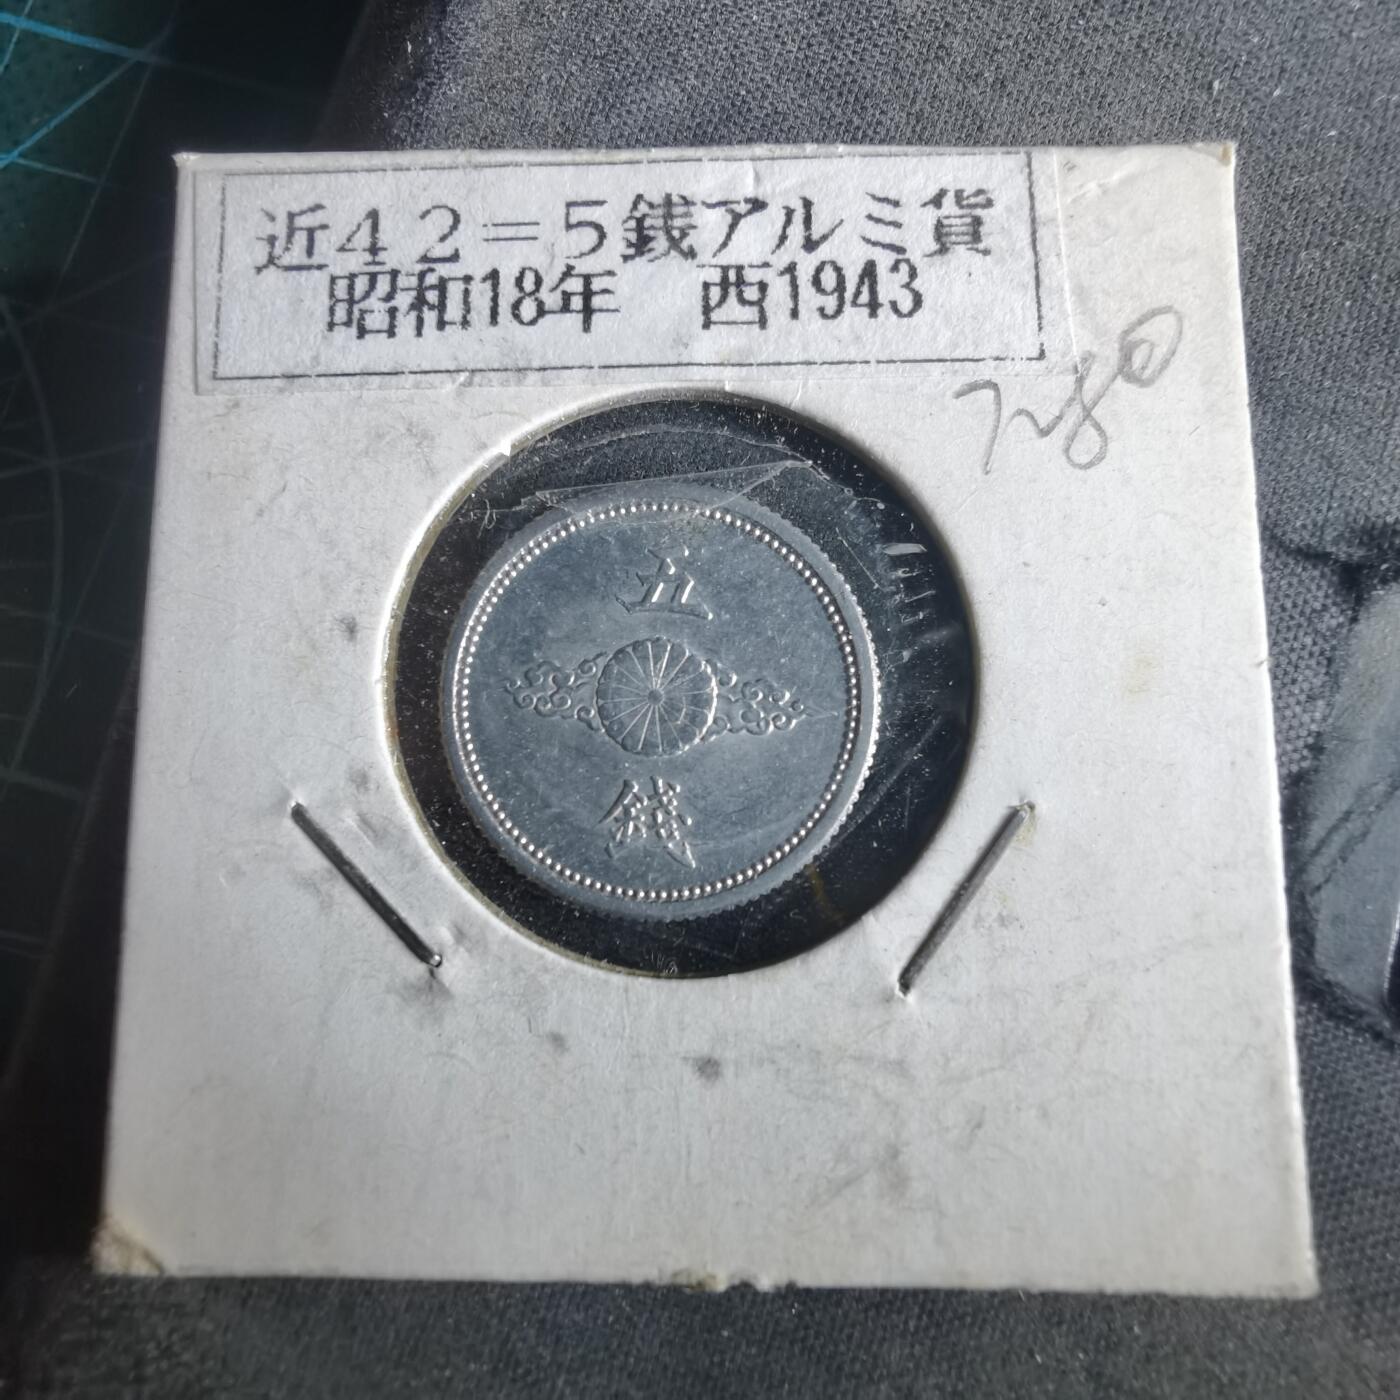 近４２＝５銭アルミ貨
昭和18年　西1943
五
錢